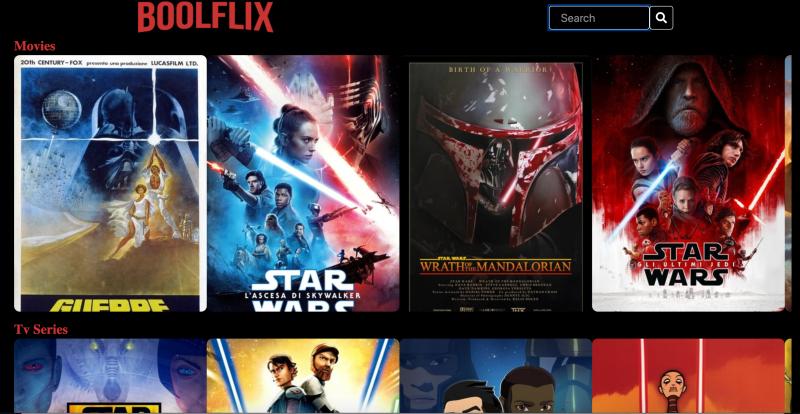 BOOLFLIX
Search
Movies
20th CENTURY-FOX presenta una produzione LUCASFILM LTD.
GUERRE
STAR
L'ASCESA DI SKYWALKER
WARS
BIRTH OF A WARRIOR!
STAR WARS
WRATH OF THE MANDALORIAN
STAR
GLI ULTIMI JEDI
WARS
Tv Series
STAR